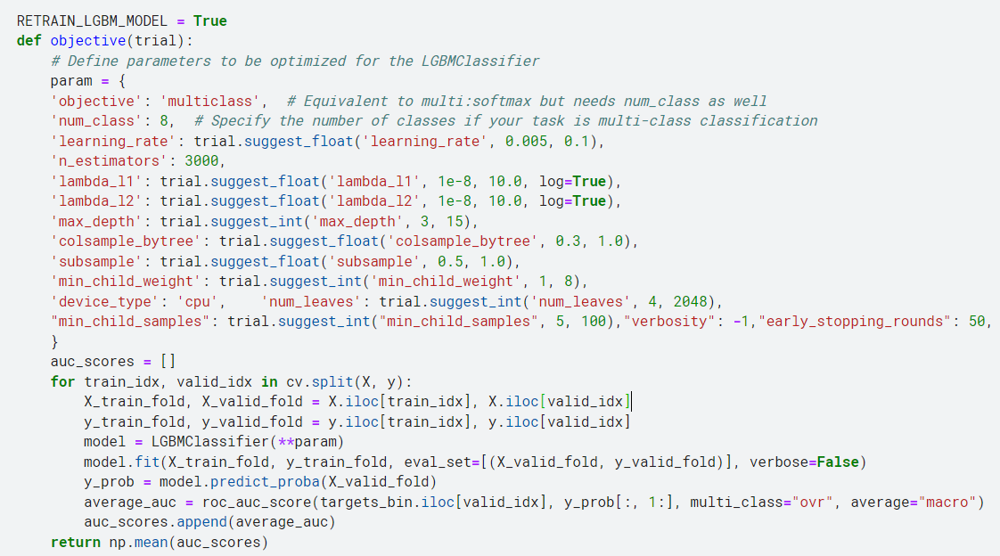 RETRAIN_LGBM_MODEL = True
def objective(trial):
    # Define parameters to be optimized for the LGBMClassifier
    param = {
    'objective': 'multiclass',  # Equivalent to multi:softmax but needs num_class as well
    'num_class': 8,  # Specify the number of classes if your task is multi-class classification
    'learning_rate': trial.suggest_float('learning_rate', 0.005, 0.1),
    'n_estimators': 3000,
    'lambda_l1': trial.suggest_float('lambda_l1', 1e-8, 10.0, log=True),
    'lambda_l2': trial.suggest_float('lambda_l2', 1e-8, 10.0, log=True),
    'max_depth': trial.suggest_int('max_depth', 3, 15),
    'colsample_bytree': trial.suggest_float('colsample_bytree', 0.3, 1.0),
    'subsample': trial.suggest_float('subsample', 0.5, 1.0),
    'min_child_weight': trial.suggest_int('min_child_weight', 1, 8),
    'device_type': 'cpu',    'num_leaves': trial.suggest_int('num_leaves', 4, 2048),
    "min_child_samples": trial.suggest_int("min_child_samples", 5, 100),"verbosity": -1,"early_stopping_rounds": 50,
    }
    auc_scores = []
    for train_idx, valid_idx in cv.split(X, y):
        X_train_fold, X_valid_fold = X.iloc[train_idx], X.iloc[valid_idx]
        y_train_fold, y_valid_fold = y.iloc[train_idx], y.iloc[valid_idx]
        model = LGBMClassifier(**param)
        model.fit(X_train_fold, y_train_fold, eval_set=[(X_valid_fold, y_valid_fold)], verbose=False)
        y_prob = model.predict_proba(X_valid_fold)
        average_auc = roc_auc_score(targets_bin.iloc[valid_idx], y_prob[:, 1:], multi_class="ovr", average="macro")
        auc_scores.append(average_auc)
    return np.mean(auc_scores)